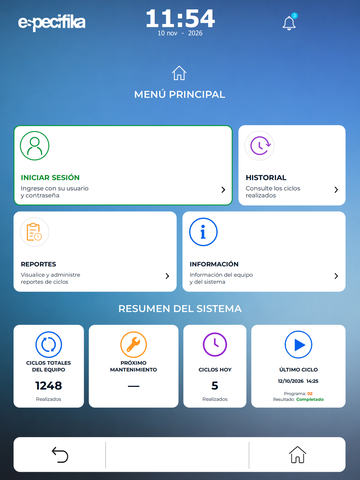 e-specifika
11:54
10 nov - 2026
MENÚ PRINCIPAL
INICIAR SESIÓN
Ingrese con su usuario
y contraseña
HISTORIAL
Consulte los ciclos
realizados
REPORTES
Visualice y administre
reportes de ciclos
INFORMACIÓN
Información del equipo
y del sistema
RESUMEN DEL SISTEMA
CICLOS TOTALES
DEL EQUIPO
1248
Realizados
PRÓXIMO
MANTENIMIENTO
—
CICLOS HOY
5
Realizados
ÚLTIMO CICLO
12/10/2026 14:25
Programa: 02
Resultado: Completado